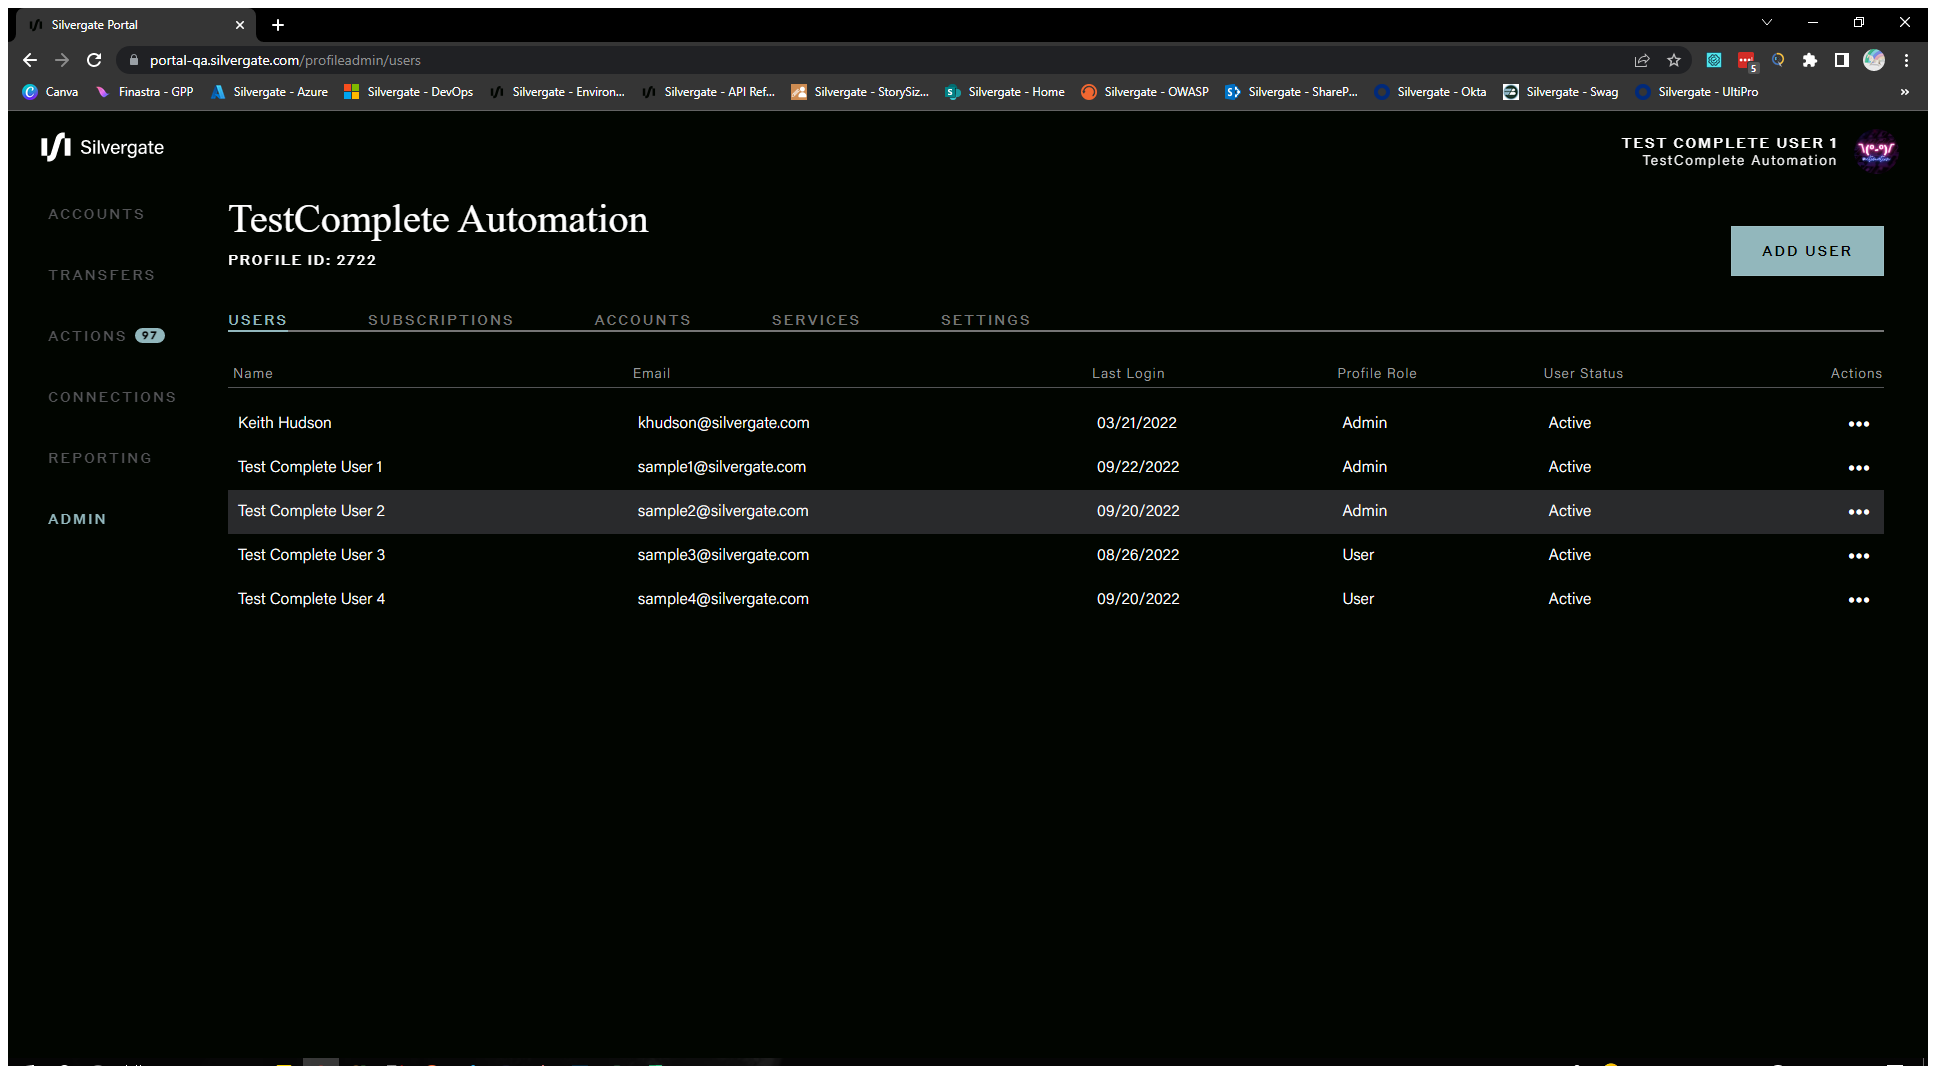 Silvergate Portal
portal-qa.silvergate.com/profileadmin/users
5
Canva Finastra - GPP Silvergate - Azure Silvergate - DevOps Silvergate - Environ... Silvergate - API Ref... Silvergate - StorySiz... Silvergate - Home Silvergate - OWASP Silvergate - ShareP... Silvergate - Okta Silvergate - Swag Silvergate - UltiPro »
Silvergate
TEST COMPLETE USER 1
TestComplete Automation
ACCOUNTS
TRANSFERS
ACTIONS 97
CONNECTIONS
REPORTING
ADMIN
TestComplete Automation
PROFILE ID: 2722
ADD USER
USERS SUBSCRIPTIONS ACCOUNTS SERVICES SETTINGS
Name Email Last Login Profile Role User Status Actions
Keith Hudson khudson@silvergate.com 03/21/2022 Admin Active
Test Complete User 1 sample1@silvergate.com 09/22/2022 Admin Active
Test Complete User 2 sample2@silvergate.com 09/20/2022 Admin Active
Test Complete User 3 sample3@silvergate.com 08/26/2022 User Active
Test Complete User 4 sample4@silvergate.com 09/20/2022 User Active